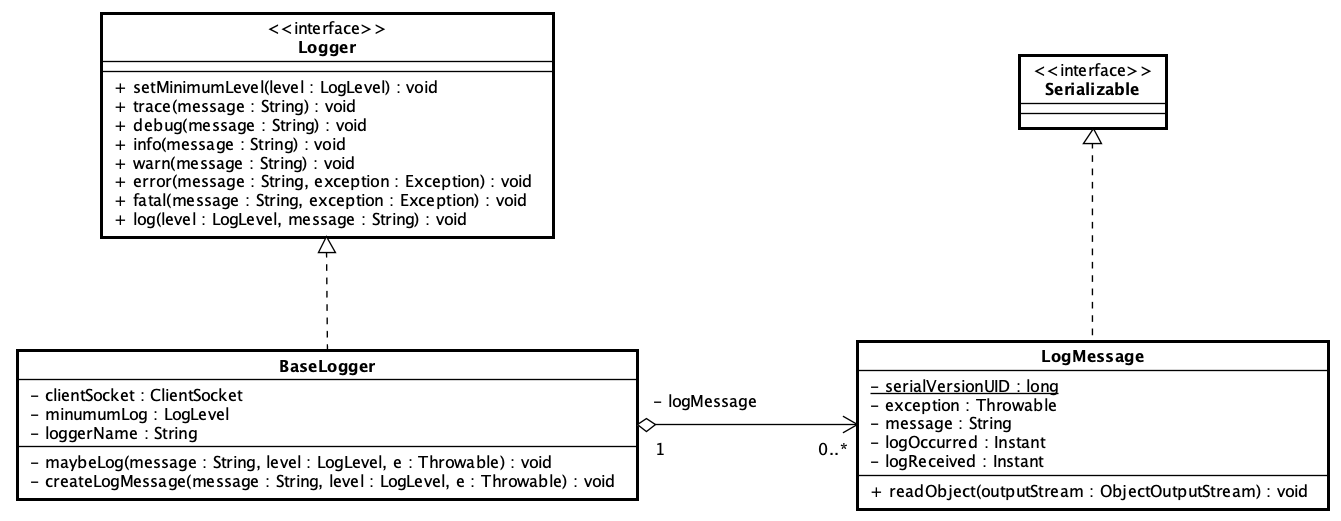 <<interface>>
Logger
+ setMinimumLevel(level : LogLevel) : void
+ trace(message : String) : void
+ debug(message : String) : void
+ info(message : String) : void
+ warn(message : String) : void
+ error(message : String, exception : Exception) : void
+ fatal(message : String, exception : Exception) : void
+ log(level : LogLevel, message : String) : void
<<interface>>
Serializable
BaseLogger
- clientSocket : ClientSocket
- minumumLog : LogLevel
- loggerName : String
- maybeLog(message : String, level : LogLevel, e : Throwable) : void
- createLogMessage(message : String, level : LogLevel, e : Throwable) : void
- logMessage
1
0..*
LogMessage
- serialVersionUID : long
- exception : Throwable
- message : String
- logOccurred : Instant
- logReceived : Instant
+ readObject(outputStream : ObjectOutputStream) : void